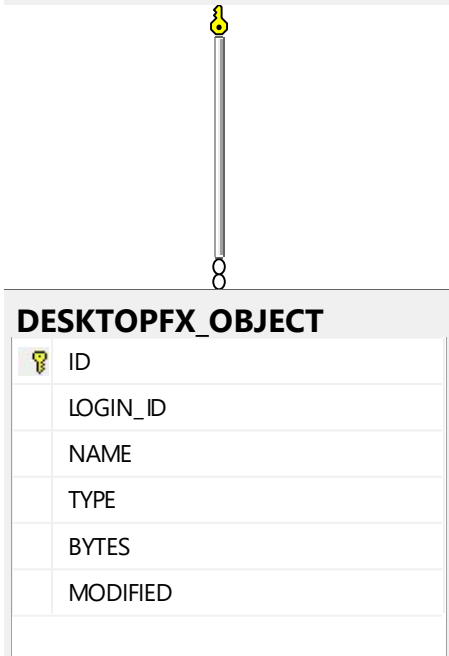 DESKTOPFX_OBJECT
ID
LOGIN_ID
NAME
TYPE
BYTES
MODIFIED